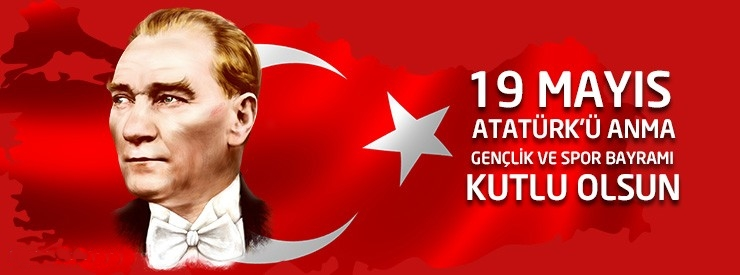 19 MAYIS
ATATÜRK'Ü ANMA
GENÇLİK VE SPOR BAYRAMI
KUTLU OLSUN